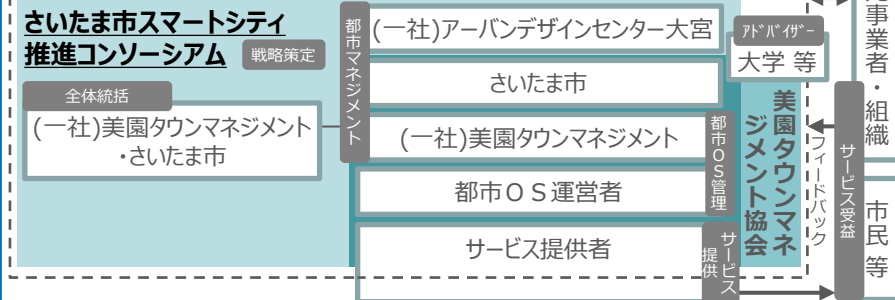 さいたま市スマートシティ
推進コンソーシアム
戦略策定
全体統括
(一社)美園タウンマネジメント
・さいたま市
都市マネジメント
(一社)アーバンデザインセンター大宮
さいたま市
(一社)美園タウンマネジメント
都市OS管理
都市OS運営者
サービス提供者
サービス
提供
ｱﾄﾞﾊﾞｲｻﾞｰ
大学 等
美園タウンマネ
ジメント協会
フィードバック
サービス受益
事業者・組織
市民 等